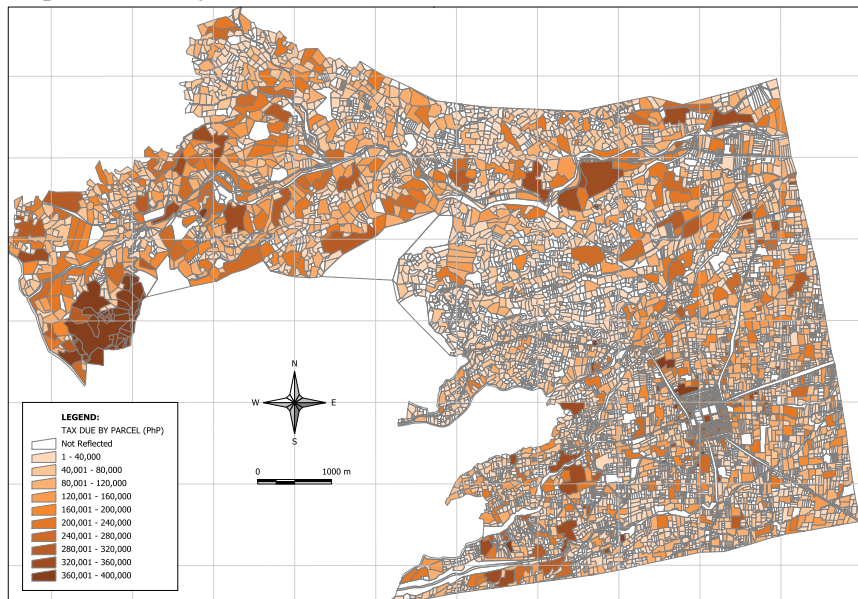 N
W E
S
0 1000 m
LEGEND:
TAX DUE BY PARCEL (PhP)
Not Reflected
1 - 40,000
40,001 - 80,000
80,001 - 120,000
120,001 - 160,000
160,001 - 200,000
200,001 - 240,000
240,001 - 280,000
280,001 - 320,000
320,001 - 360,000
360,001 - 400,000